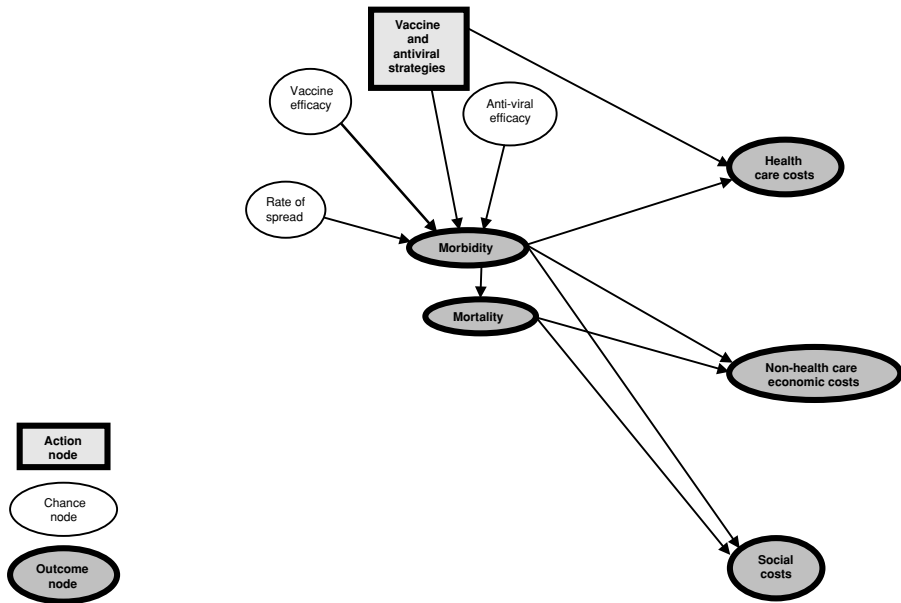 Vaccine
and
antiviral
strategies
Vaccine
efficacy
Anti-viral
efficacy
Health
care costs
Rate of
spread
Morbidity
Mortality
Non-health care
economic costs
Action
node
Chance
node
Outcome
node
Social
costs